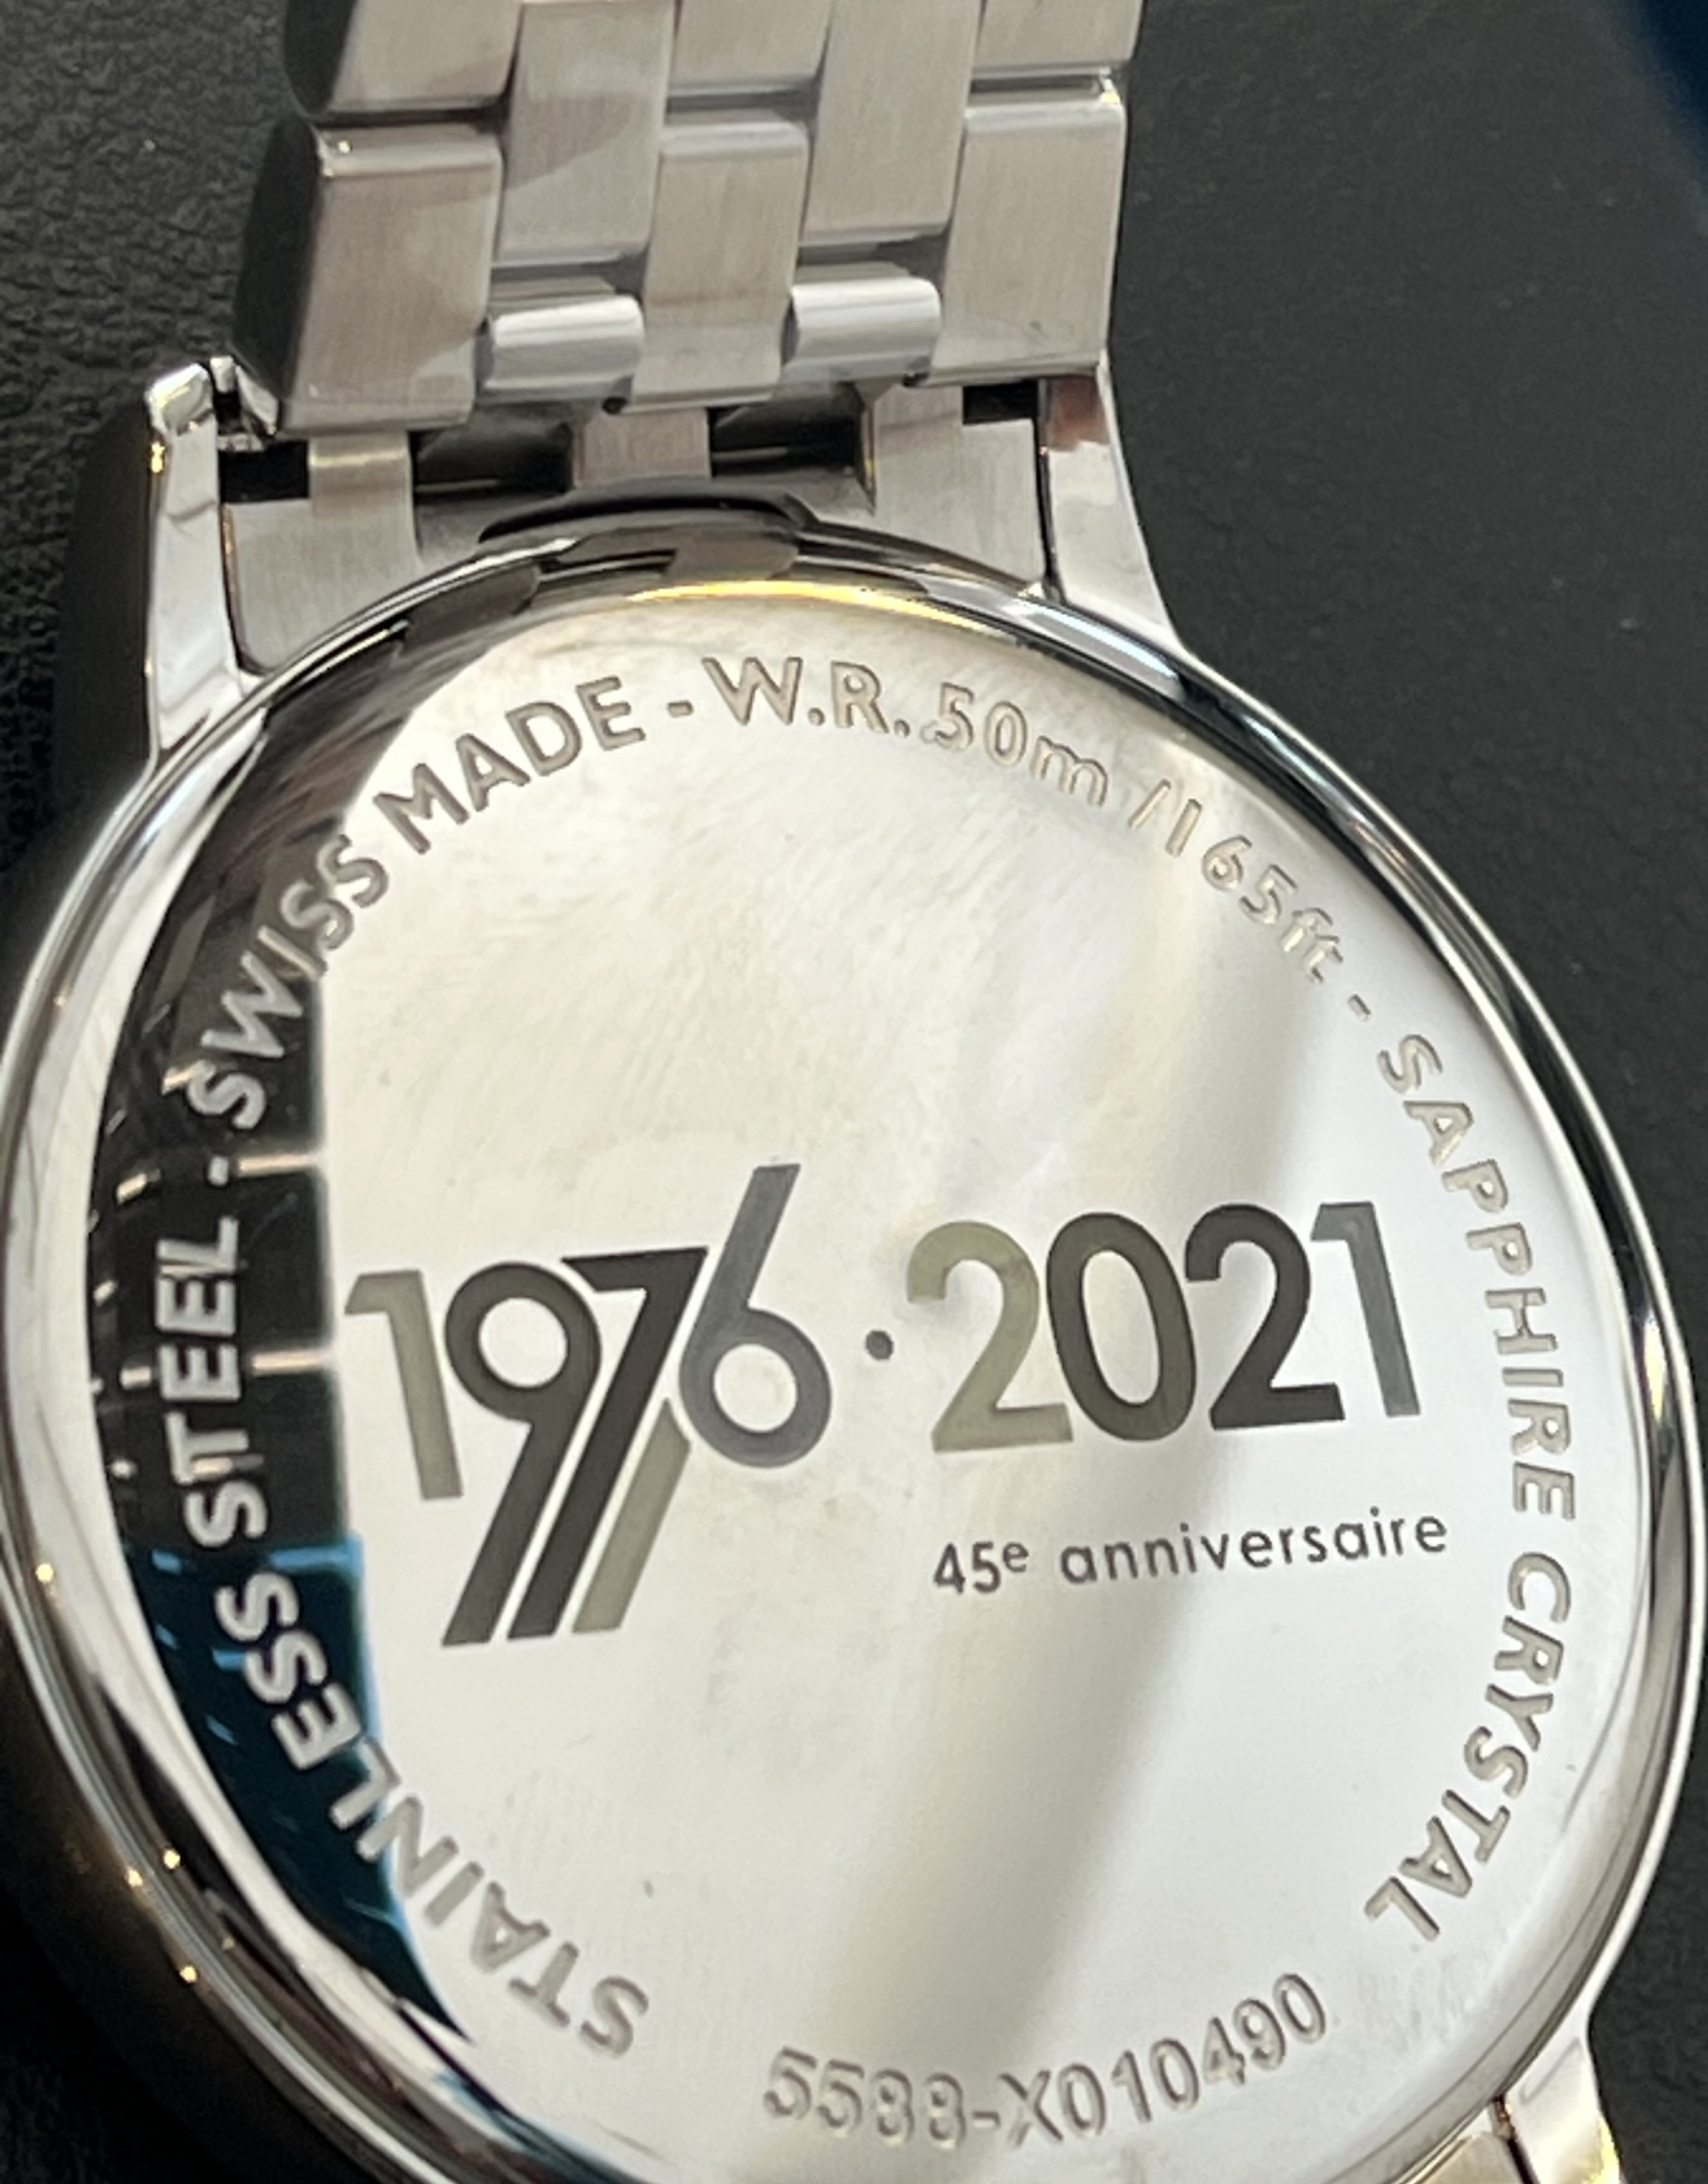 STAINLESS STEEL - SWISS MADE - W.R. 50m / 165ft - SAPPHIRE CRYSTAL
1976·2021
45e anniversaire
5588-X010490